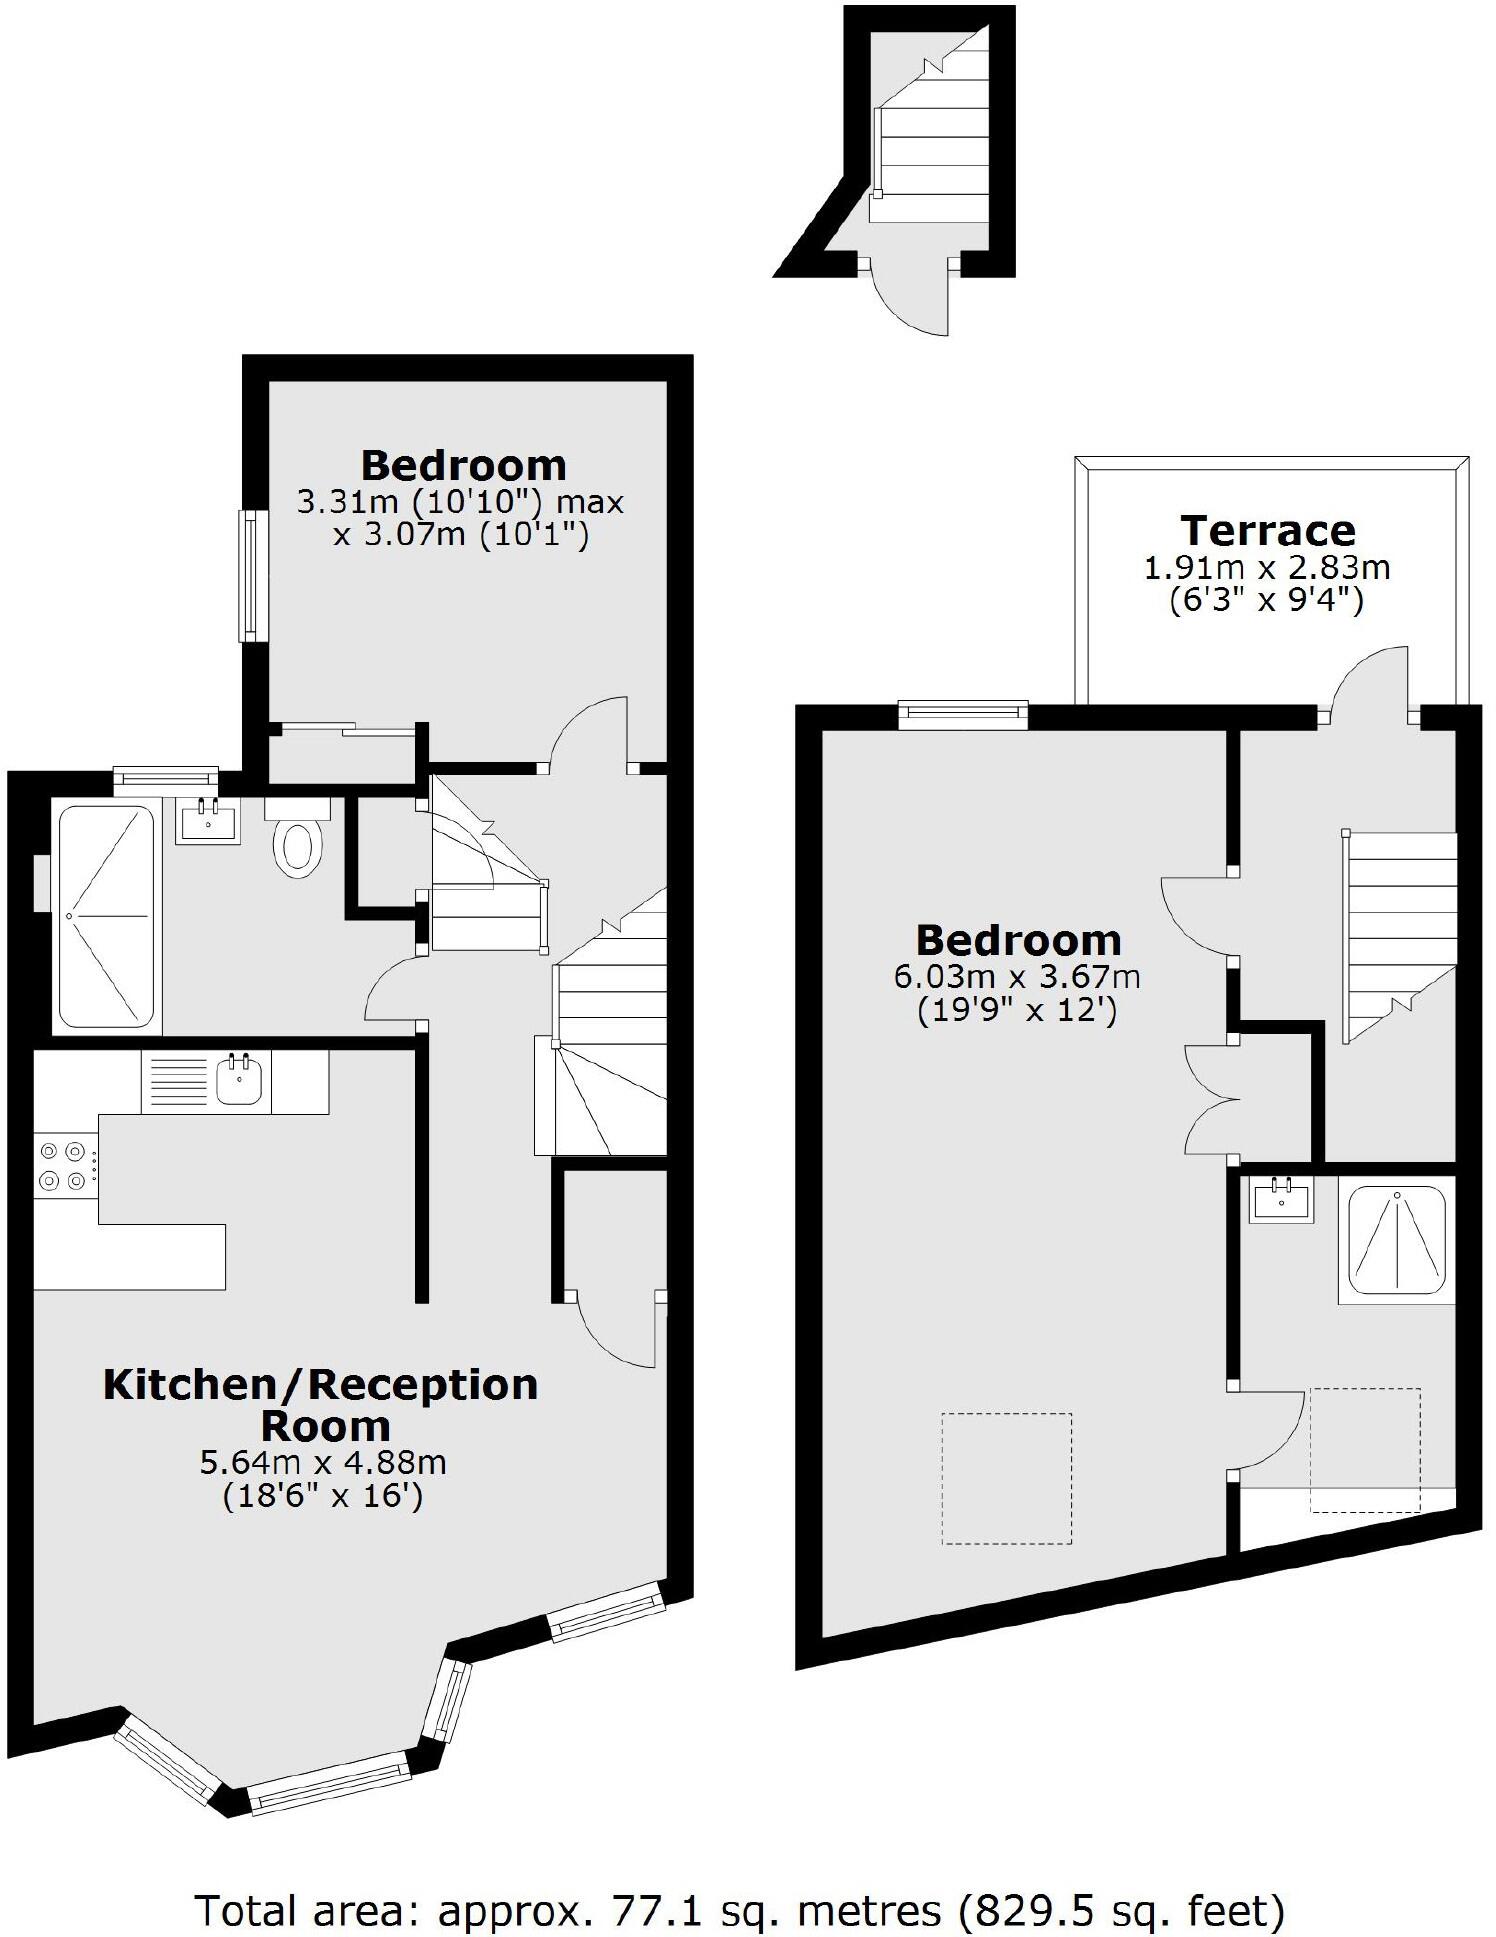 Bedroom
3.31m (10'10") max
x 3.07m (10'1")
Terrace
1.91m x 2.83m
(6'3" x 9'4")
Bedroom
6.03m x 3.67m
(19'9" x 12')
Kitchen/Reception
Room
5.64m x 4.88m
(18'6" x 16')
Total area: approx. 77.1 sq. metres (829.5 sq. feet)